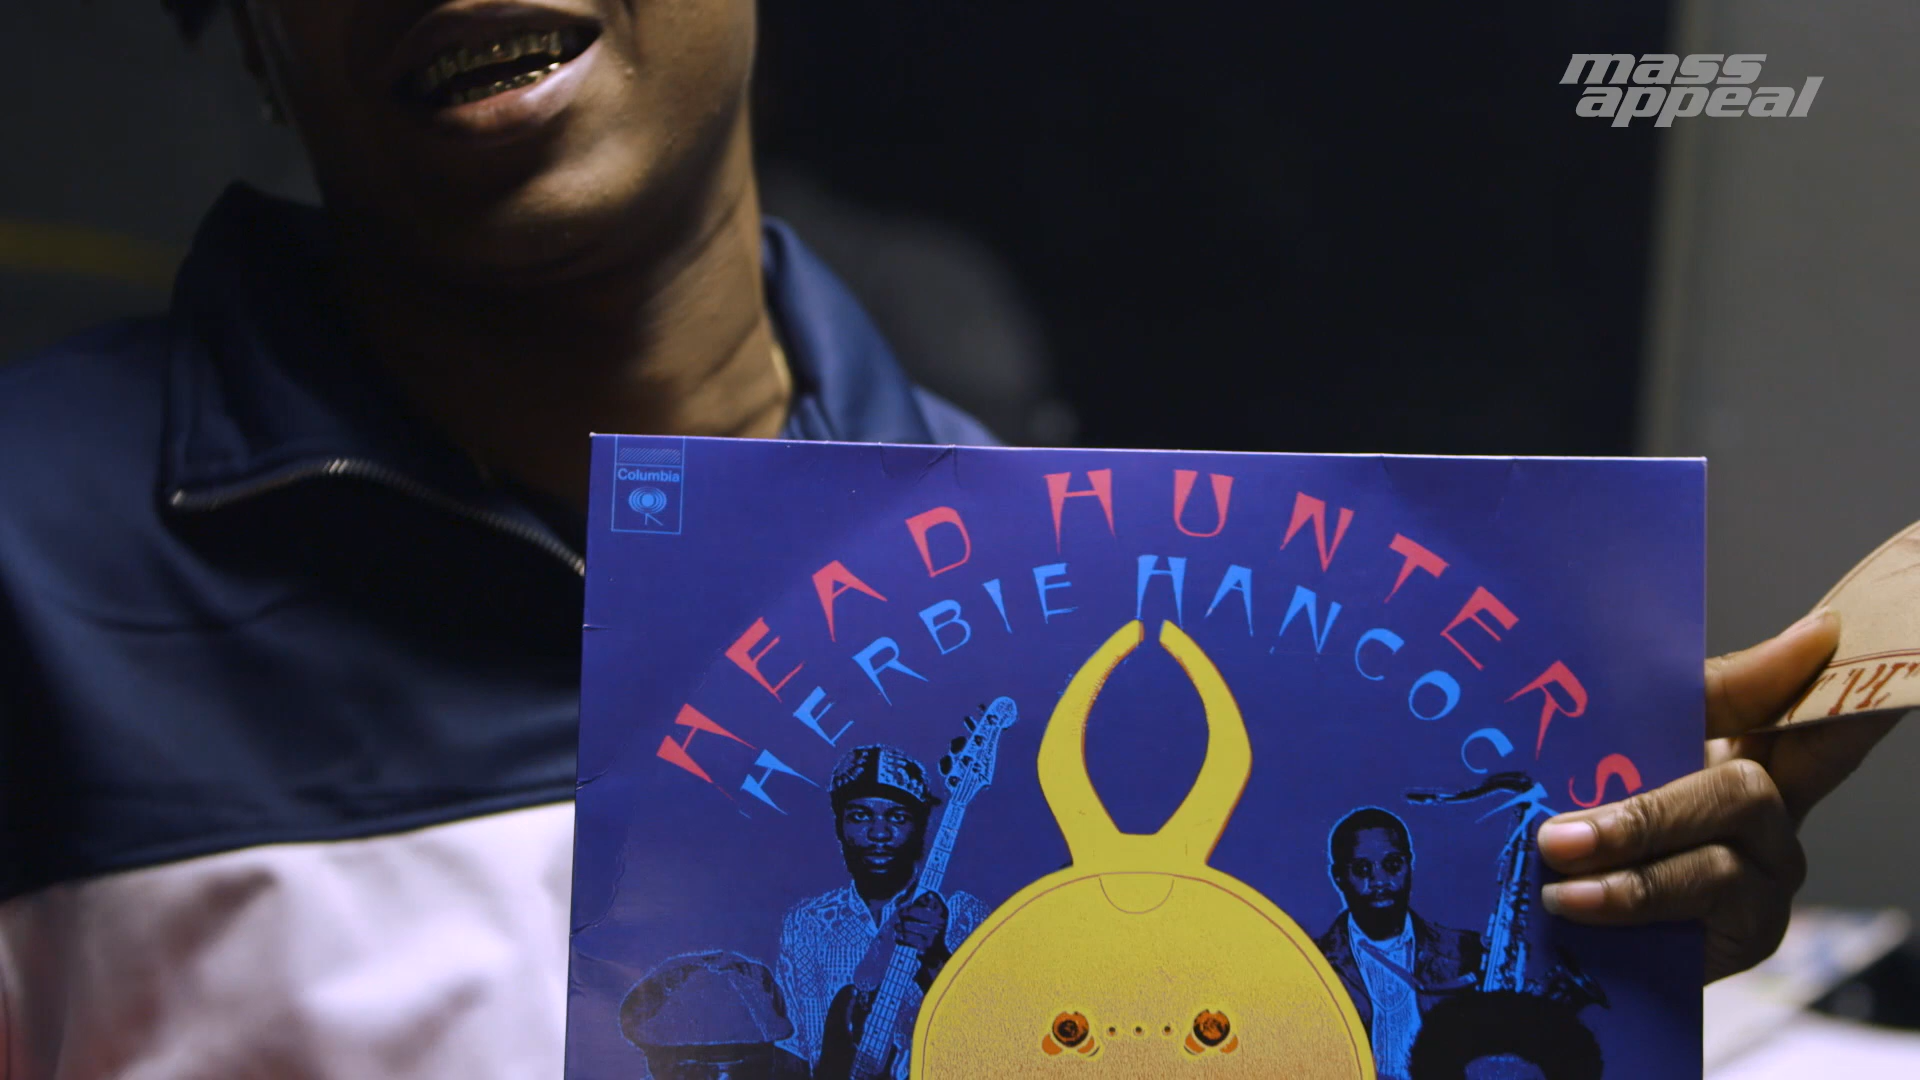 mass
appeal
Columbia
HEAD HUNTERS
HERBIE HANCOCK